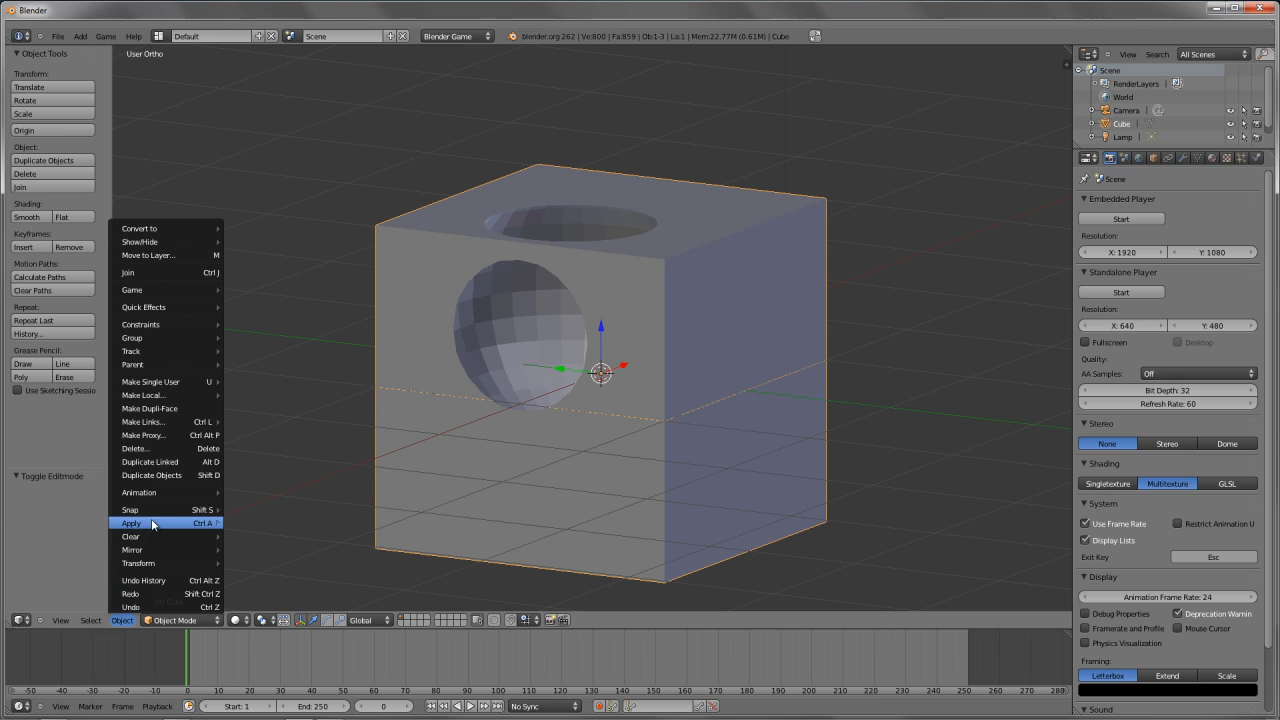 Blender
File Add Game Help Default Scene Blender Game blender.org 262 | Ve:800 | Fa:859 | Ob:1-3 | La:1 | Mem:22.77M (0.61M) | Cube
Object Tools
Transform:
Translate
Rotate
Scale
Origin
Object:
Duplicate Objects
Delete
Join
Shading:
Smooth Flat
Keyframes:
Insert Remove
Motion Paths:
Calculate Paths
Clear Paths
Repeat:
Repeat Last
History...
Grease Pencil:
Draw Line
Poly Erase
Use Sketching Sessio
Toggle Editmode
User Ortho
Convert to
Show/Hide
Move to Layer... M
Join Ctrl J
Game
Quick Effects
Constraints
Group
Track
Parent
Make Single User U
Make Local...
Make Dupli-Face
Make Links... Ctrl L
Make Proxy... Ctrl Alt P
Delete... Delete
Duplicate Linked Alt D
Duplicate Objects Shift D
Animation
Snap Shift S
Apply Ctrl A
Clear
Mirror
Transform
Undo History Ctrl Alt Z
Redo Shift Ctrl Z
Undo Ctrl Z
View Select Object Object Mode Global
View Search All Scenes
Scene
RenderLayers |
World
Camera |
Cube |
Lamp |
Scene
Embedded Player
Start
Resolution:
X: 1920 Y: 1080
Standalone Player
Start
Resolution:
X: 640 Y: 480
Fullscreen Desktop
Quality:
AA Samples: Off
Bit Depth: 32
Refresh Rate: 60
Stereo
None Stereo Dome
Shading
Singletexture Multitexture GLSL
System
Use Frame Rate Restrict Animation U
Display Lists
Exit Key Esc
Display
Animation Frame Rate: 24
Debug Properties Deprecation Warnin
Framerate and Profile Mouse Cursor
Physics Visualization
Framing:
Letterbox Extend Scale
Sound
-50 -40 -30 -20 -10 0 10 20 30 40 50 60 70 80 90 100 110 120 130 140 150 160 170 180 190 200 210 220 230 240 250 260 270 280
View Marker Frame Playback Start: 1 End: 250 0 No Sync